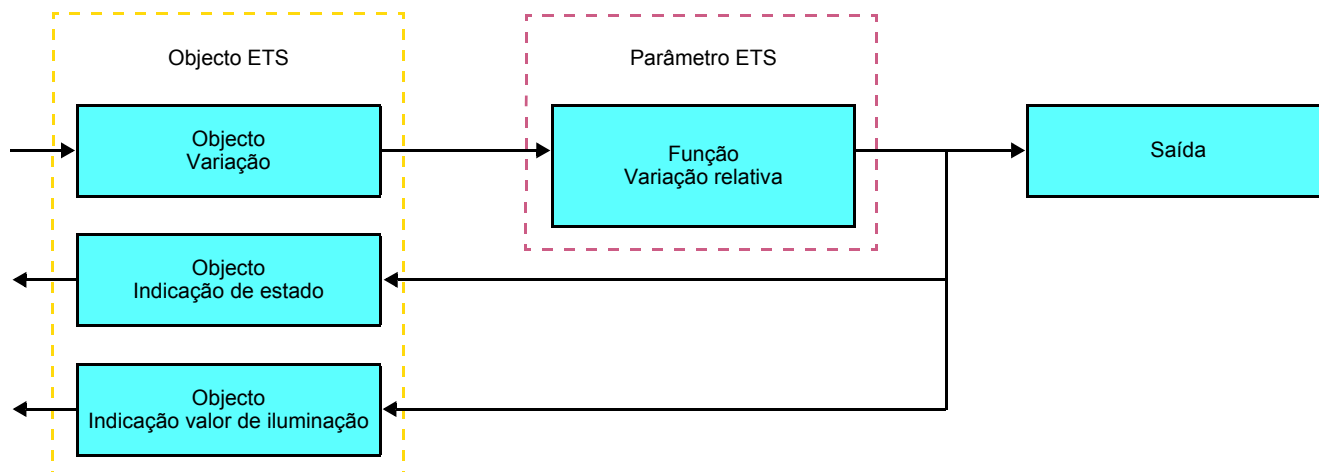 Objecto ETS
Parâmetro ETS
Objecto
Variação
Função
Variação relativa
Saída
Objecto
Indicação de estado
Objecto
Indicação valor de iluminação